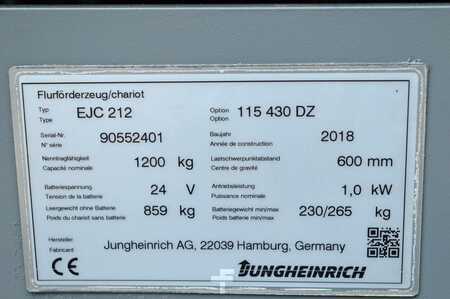 Flurförderzeug/chariot
Typ EJC 212 Option 115 430 DZ
Type Option
Serial-Nr. 90552401 Baujahr 2018
N° série Année de construction
Nenntragfähigkeit 1200 kg Lastschwerpunktabstand 600 mm
Capacité nominale Centre de gravité
Batteriespannung 24 V Antriebsleistung 1,0 kW
Tension de la batterie Puissance nominale
Leergewicht ohne Batterie 859 kg Batteriegewicht min/max 230/265 kg
Poids du chariot sans batterie Poids batterie min/max
Hersteller Jungheinrich AG, 22039 Hamburg, Germany
Fabricant
CE JUNGHEINRICH